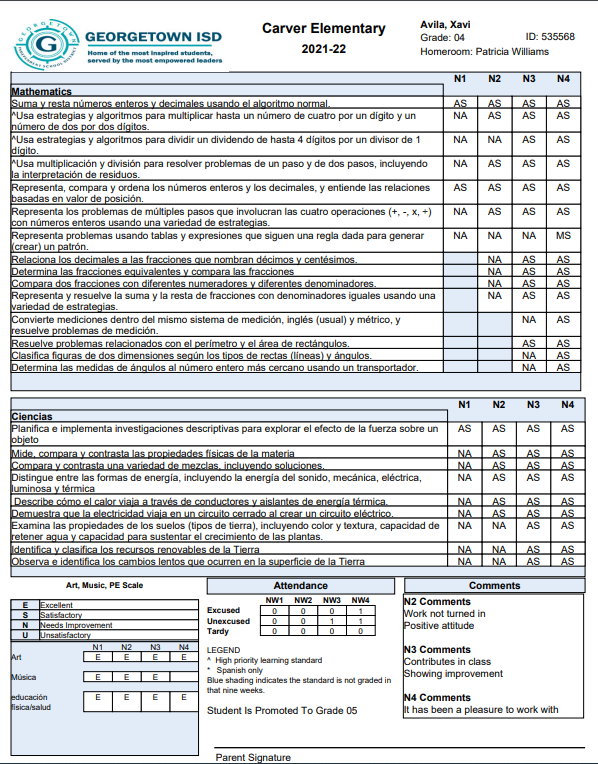 GEORGETOWN INDEPENDENT SCHOOL DISTRICT
G
GEORGETOWN ISD
Home of the most inspired students,
served by the most empowered leaders
Carver Elementary
2021-22
Avila, Xavi
Grade: 04 ID: 535568
Homeroom: Patricia Williams
N1 N2 N3 N4
Mathematics
Suma y resta números enteros y decimales usando el algoritmo normal. AS AS AS AS
^Usa estrategias y algoritmos para multiplicar hasta un número de cuatro por un dígito y un NA AS AS AS
número de dos por dos dígitos.
^Usa estrategias y algoritmos para dividir un dividendo de hasta 4 dígitos por un divisor de 1 NA NA AS AS
dígito.
^Usa multiplicación y división para resolver problemas de un paso y de dos pasos, incluyendo NA AS AS AS
la interpretación de residuos.
Representa, compara y ordena los números enteros y los decimales, y entiende las relaciones AS AS AS AS
basadas en valor de posición.
Representa los problemas de múltiples pasos que involucran las cuatro operaciones (+, -, x, ÷) NA AS AS AS
con números enteros usando una variedad de estrategias.
Representa problemas usando tablas y expresiones que siguen una regla dada para generar NA NA NA MS
(crear) un patrón.
Relaciona los decimales a las fracciones que nombran décimos y centésimos. NA AS AS
Determina las fracciones equivalentes y compara las fracciones NA AS AS
Compara dos fracciones con diferentes numeradores y diferentes denominadores. NA AS AS
Representa y resuelve la suma y la resta de fracciones con denominadores iguales usando una NA AS AS
variedad de estrategias.
Convierte mediciones dentro del mismo sistema de medición, inglés (usual) y métrico, y NA AS
resuelve problemas de medición.
Resuelve problemas relacionados con el perímetro y el área de rectángulos. AS AS
Clasifica figuras de dos dimensiones según los tipos de rectas (líneas) y ángulos. NA AS
Determina las medidas de ángulos al número entero más cercano usando un transportador. NA AS
N1 N2 N3 N4
Ciencias
Planifica e implementa investigaciones descriptivas para explorar el efecto de la fuerza sobre un AS AS AS AS
objeto
Mide, compara y contrasta las propiedades físicas de la materia NA AS AS AS
Compara y contrasta una variedad de mezclas, incluyendo soluciones. NA AS AS AS
Distingue entre las formas de energía, incluyendo la energía del sonido, mecánica, eléctrica, NA AS AS AS
luminosa y térmica
Describe cómo el calor viaja a través de conductores y aislantes de energía térmica. NA AS AS AS
Demuestra que la electricidad viaja en un circuito cerrado al crear un circuito eléctrico. NA AS AS AS
Examina las propiedades de los suelos (tipos de tierra), incluyendo color y textura, capacidad de NA NA AS AS
retener agua y capacidad para sustentar el crecimiento de las plantas.
Identifica y clasifica los recursos renovables de la Tierra NA NA AS AS
Observa e identifica los cambios lentos que ocurren en la superficie de la Tierra NA NA AS AS
Art, Music, PE Scale
E Excellent
S Satisfactory
N Needs Improvement
U Unsatisfactory
N1 N2 N3 N4
Art E E E E
Música E E E
educación E E E E
física/salud
Attendance
NW1 NW2 NW3 NW4
Excused 0 0 0 1
Unexcused 0 0 1 1
Tardy 0 0 0 0
LEGEND
^ High priority learning standard
* Spanish only
Blue shading indicates the standard is not graded in
that nine weeks.
Student Is Promoted To Grade 05
Comments
N2 Comments
Work not turned in
Positive attitude
N3 Comments
Contributes in class
Showing improvement
N4 Comments
It has been a pleasure to work with
Parent Signature